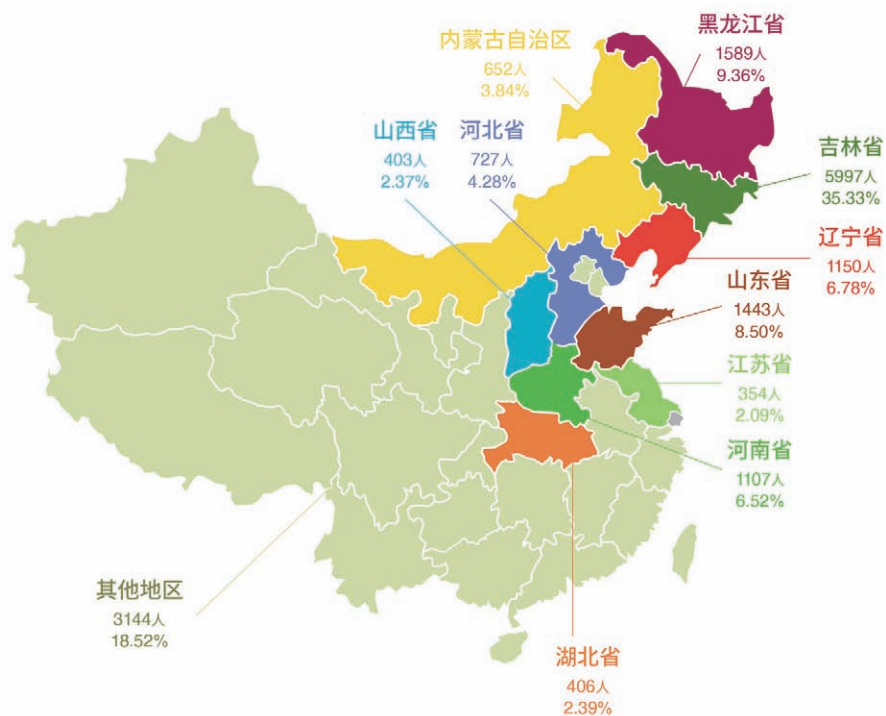 黑龙江省
1589人
9.36%
内蒙古自治区
652人
3.84%
山西省
403人
2.37%
河北省
727人
4.28%
吉林省
5997人
35.33%
辽宁省
1150人
6.78%
山东省
1443人
8.50%
江苏省
354人
2.09%
河南省
1107人
6.52%
其他地区
3144人
18.52%
湖北省
406人
2.39%